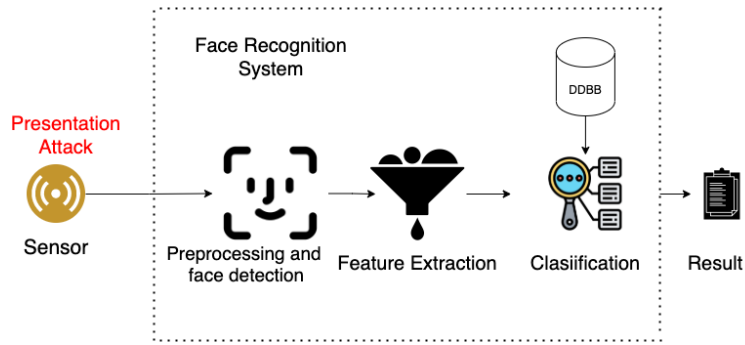 Face Recognition
System
DDBB
Presentation
Attack
Sensor
Preprocessing and
face detection
Feature Extraction
Clasiification
Result